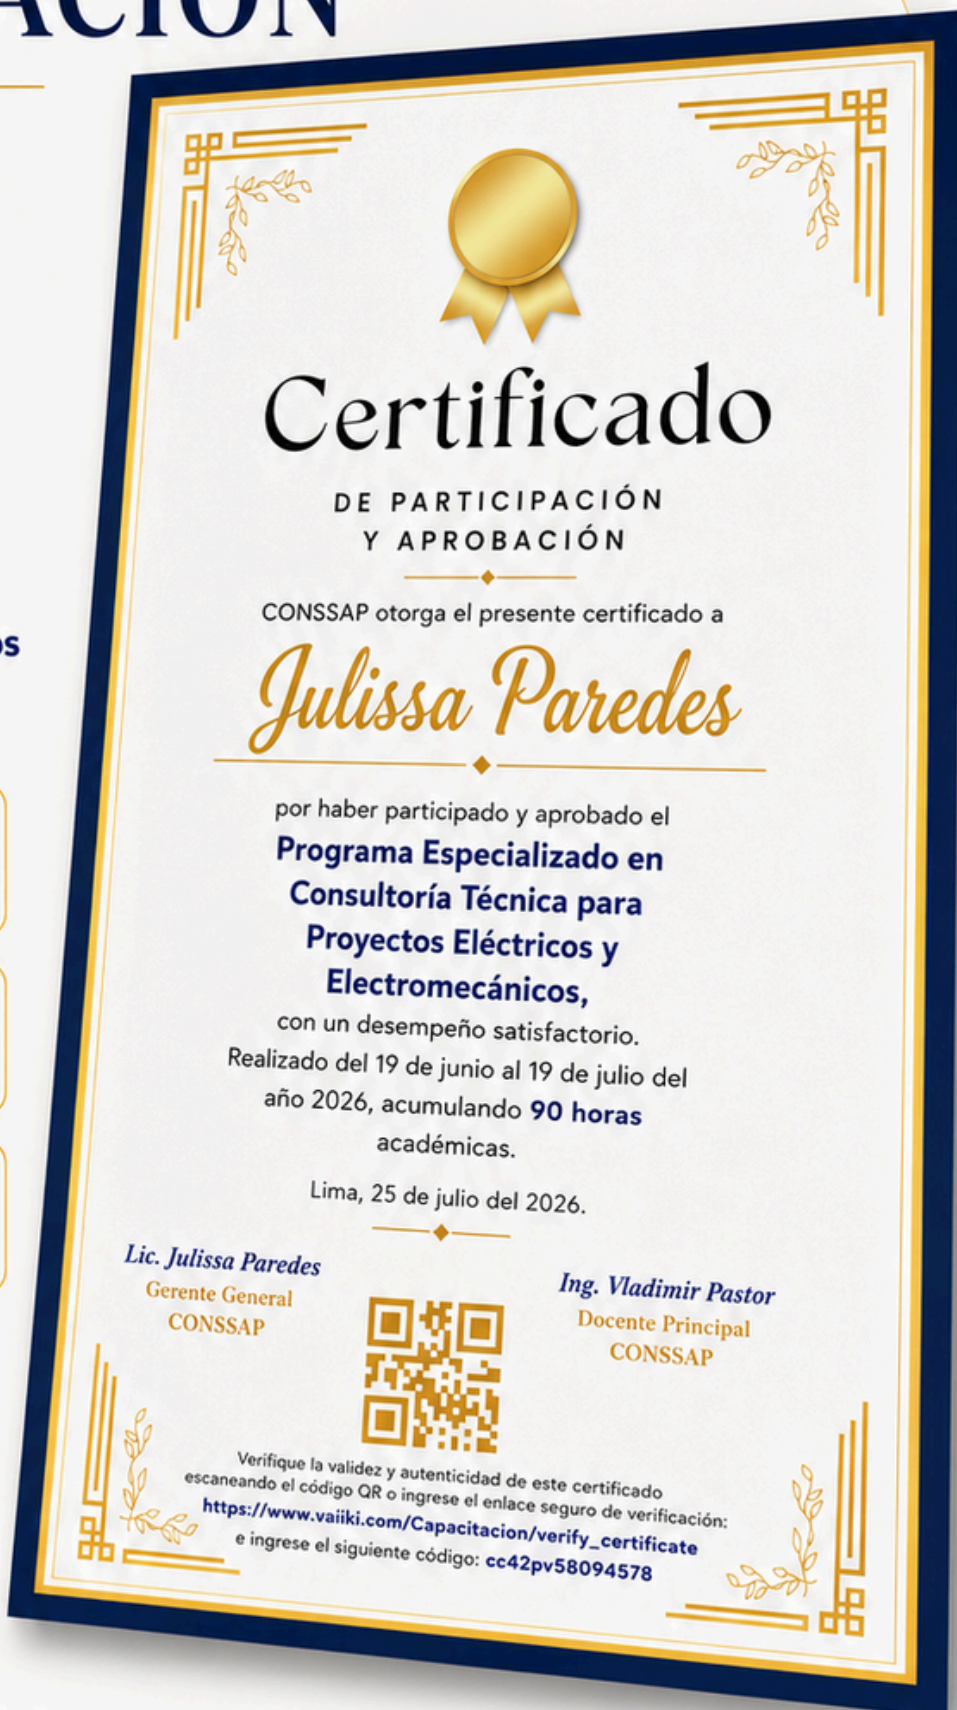 ACIÓN
os
Certificado
DE PARTICIPACIÓN
Y APROBACIÓN
CONSSAP otorga el presente certificado a
Julissa Paredes
por haber participado y aprobado el
Programa Especializado en
Consultoría Técnica para
Proyectos Eléctricos y
Electromecánicos,
con un desempeño satisfactorio.
Realizado del 19 de junio al 19 de julio del
año 2026, acumulando 90 horas
académicas.
Lima, 25 de julio del 2026.
Lic. Julissa Paredes
Gerente General
CONSSAP
Ing. Vladimir Pastor
Docente Principal
CONSSAP
Verifique la validez y autenticidad de este certificado
escaneando el código QR o ingrese el enlace seguro de verificación:
https://www.vaiiki.com/Capacitacion/verify_certificate
e ingrese el siguiente código: cc42pv58094578